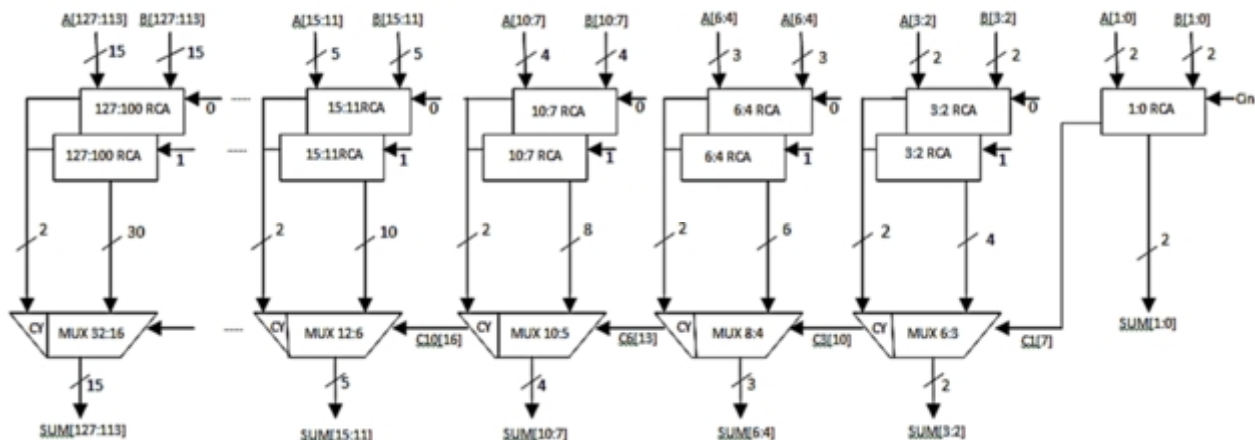 A[127:113] B[127:113] A[15:11] B[15:11] A[10:7] B[10:7] A[6:4] A[6:4] A[3:2] B[3:2] A[1:0] B[1:0]
15 15 5 5 4 4 3 3 2 2 2 2
127:100 RCA 0 ..... 15:11RCA 0 10:7 RCA 0 6:4 RCA 0 3:2 RCA 0 1:0 RCA Cin
127:100 RCA 1 ..... 15:11RCA 1 10:7 RCA 1 6:4 RCA 1 3:2 RCA 1
2 30 2 10 2 8 2 6 2 4 2
CY MUX 32:16 ..... CY MUX 12:6 C10[16] CY MUX 10:5 C6[13] CY MUX 8:4 C3[10] CY MUX 6:3 C1[7] SUM[1:0]
15 5 4 3 2
SUM[127:113] SUM[15:11] SUM[10:7] SUM[6:4] SUM[3:2]